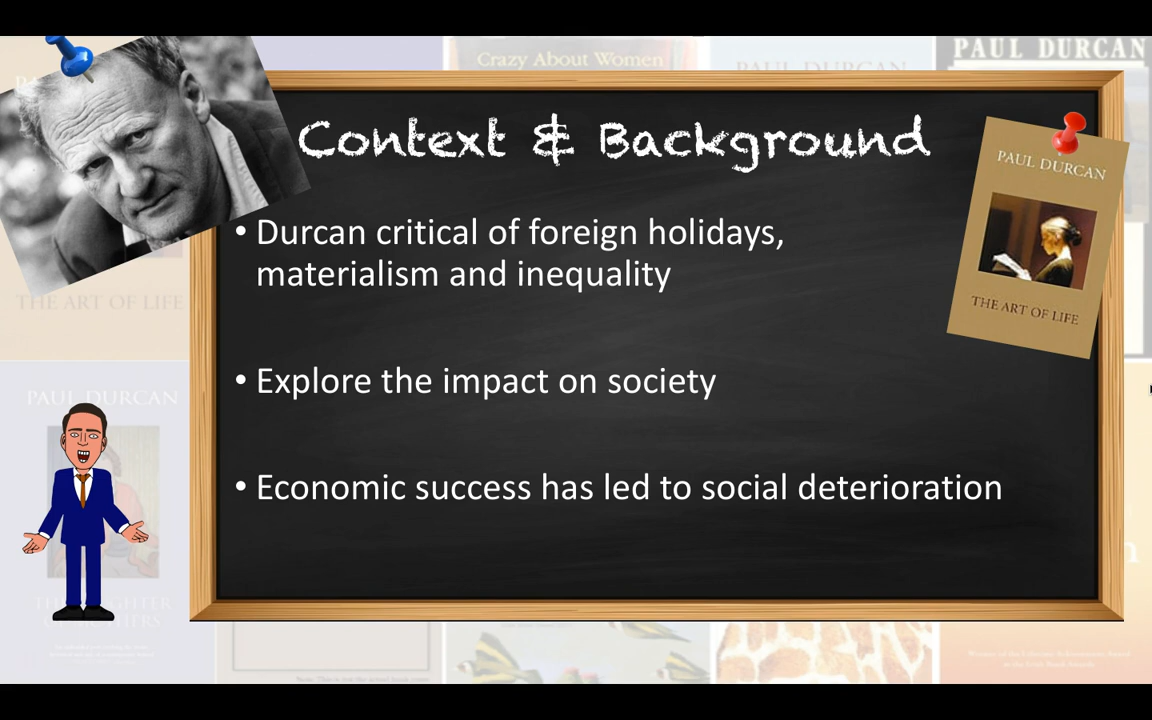 Crazy About Women
PAUL DURCAN
PAUL DURCAN
Context & Background
PAUL DURCAN
• Durcan critical of foreign holidays,
materialism and inequality
THE ART OF LIFE
THE ART OF LIFE
• Explore the impact on society
PAUL DURCAN
• Economic success has led to social deterioration